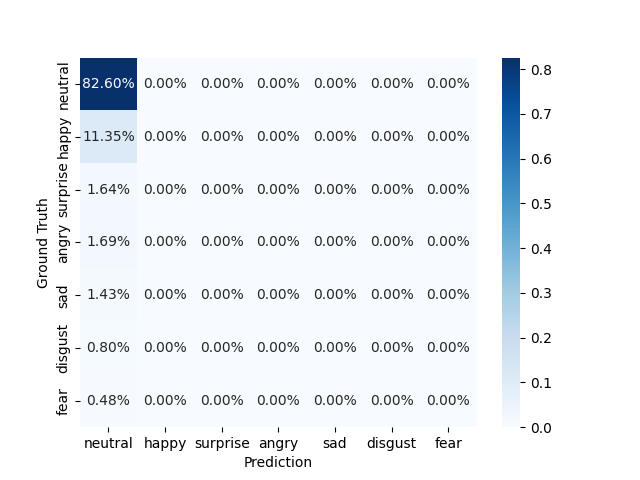 neutral 82.60% 0.00% 0.00% 0.00% 0.00% 0.00% 0.00% 0.8
0.7
happy 11.35% 0.00% 0.00% 0.00% 0.00% 0.00% 0.00%
0.6
surprise 1.64% 0.00% 0.00% 0.00% 0.00% 0.00% 0.00%
0.5
Ground Truth
angry 1.69% 0.00% 0.00% 0.00% 0.00% 0.00% 0.00%
0.4
sad 1.43% 0.00% 0.00% 0.00% 0.00% 0.00% 0.00%
0.3
0.2
disgust 0.80% 0.00% 0.00% 0.00% 0.00% 0.00% 0.00%
0.1
fear 0.48% 0.00% 0.00% 0.00% 0.00% 0.00% 0.00%
0.0
neutral happy surprise angry sad disgust fear
Prediction